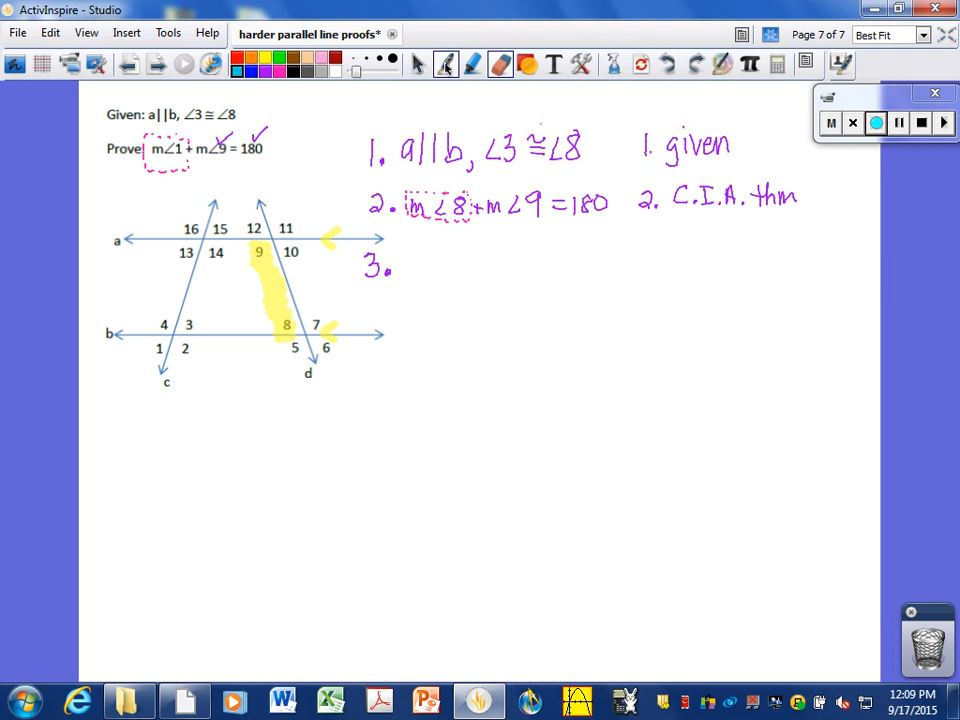 ActivInspire - Studio
File Edit View Insert Tools Help harder parallel line proofs* Page 7 of 7 Best Fit
Given: a||b, ∠3 ≅ ∠8
Prove: m∠1 + m∠9 = 180
1. a||b, ∠3 ≅ ∠8 1. given
2. m∠8 + m∠9 = 180 2. C.I.A. thm
3.
16 15 12 11
a
13 14 9 10
4 3 8 7
b
1 2 5 6
c d
12:09 PM
9/17/2015